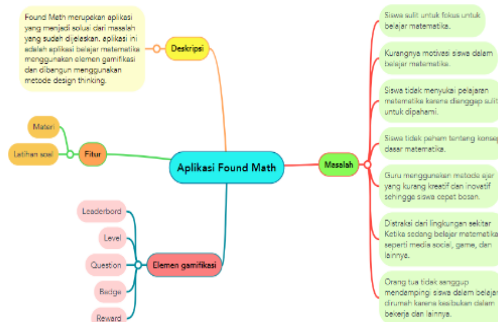 Found Math merupakan aplikasi
yang menjadi solusi dari masalah
yang sudah dijelaskan, aplikasi ini
adalah aplikasi belajar metematika
menggunakan elemen gamifikasi
dan dibangun menggunakan
metode design thinking.
Deskripsi
Materi
Latihan soal
Fitur
Aplikasi Found Math
Leaderbord
Level
Question
Badge
Reward
Elemen gamifikasi
Masalah
Siswa sulit untuk fokus untuk
belajar matematika.
Kurangnya motivasi siswa dalam
belajar matematika.
Siswa tidak menyukai pelajaran
matematika karena dianggap sulit
untuk dipahami.
Siswa tidak paham tentang konsep
dasar matematika.
Guru menggunakan metode ajar
yang kurang creatif dan inovatif
sehingga siswa cepat bosan.
Distraksi dari lingkungan sekitar
Ketika sedang belajar matematika
seperti media social, game, dan
lainnya.
Orang tua tidak sanggup
mendampingi siswa dalam belajar
dirumah karena kesibukan dalam
bekerja dan lainnya.